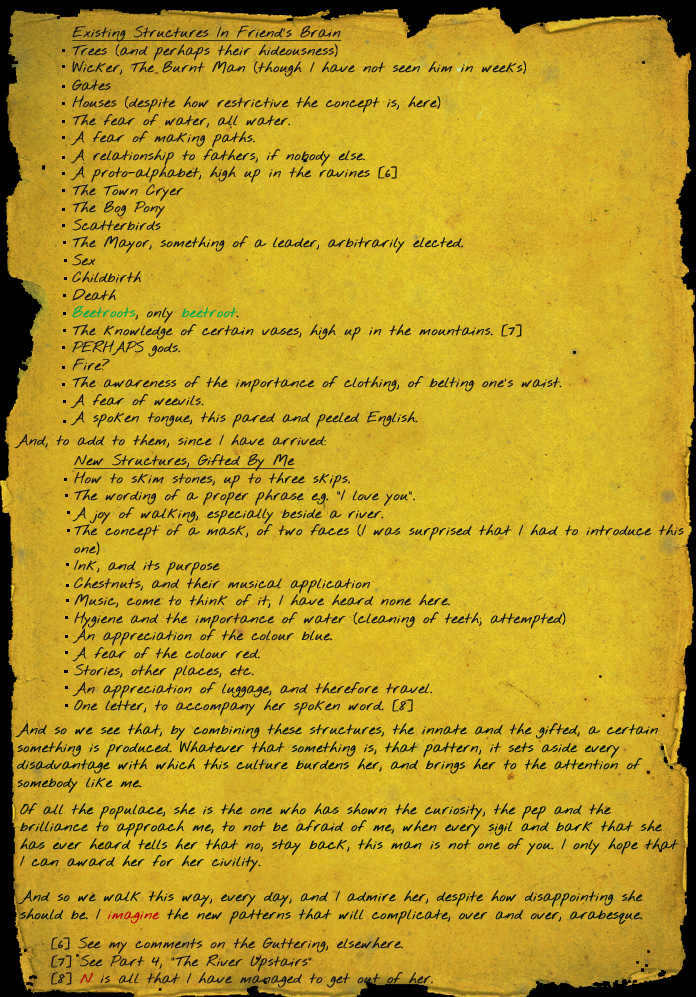 Existing Structures In Friend's Brain
• Trees (and perhaps their hideousness)
• Wicker, The Burnt Man (though I have not seen him in weeks)
• Gates
• Houses (despite how restrictive the concept is, here)
• The fear of water, all water.
• A fear of making paths.
• A relationship to fathers, if nobody else.
• A proto-alphabet, high up in the ravines [6]
• The Town Cryer
• The Bog Pony
• Scatterbirds
• The Mayor, something of a leader, arbitrarily elected.
• Sex
• Childbirth
• Death
• Beetroots, only beetroot.
• The knowledge of certain vases, high up in the mountains. [7]
• PERHAPS gods.
• Fire?
• The awareness of the importance of clothing, of belting one's waist.
• A fear of weevils.
• A spoken tongue, this pared and peeled English.
And, to add to them, since I have arrived:
New Structures, Gifted By Me
• How to skim stones, up to three skips.
• The wording of a proper phrase e.g. "I love you".
• A joy of walking, especially beside a river.
• The concept of a mask, of two faces (I was surprised that I had to introduce this
one)
• Ink, and its purpose
• Chestnuts, and their musical application
• Music, come to think of it, I have heard none here.
• Hygiene and the importance of water (cleaning of teeth, attempted)
• An appreciation of the colour blue.
• A fear of the colour red.
• Stories, other places, etc.
• An appreciation of luggage, and therefore travel.
• One letter, to accompany her spoken word. [8]
And so we see that, by combining these structures, the innate and the gifted, a certain
something is produced. Whatever that something is, that pattern, it sets aside every
disadvantage with which this culture burdens her, and brings her to the attention of
somebody like me.
Of all the populace, she is the one who has shown the curiosity, the pep and the
brilliance to approach me, to not be afraid of me, when every sigil and bark that she
has ever heard tells her that no, stay back, this man is not one of you. I only hope that
I can award her for her civility.
And so we walk this way, every day, and I admire her, despite how disappointing she
should be. I imagine the new patterns that will complicate, over and over, arabesque.
[6] See my comments on the Guttering, elsewhere.
[7] See Part 4, "The River Upstairs"
[8] N is all that I have managed to get out of her.